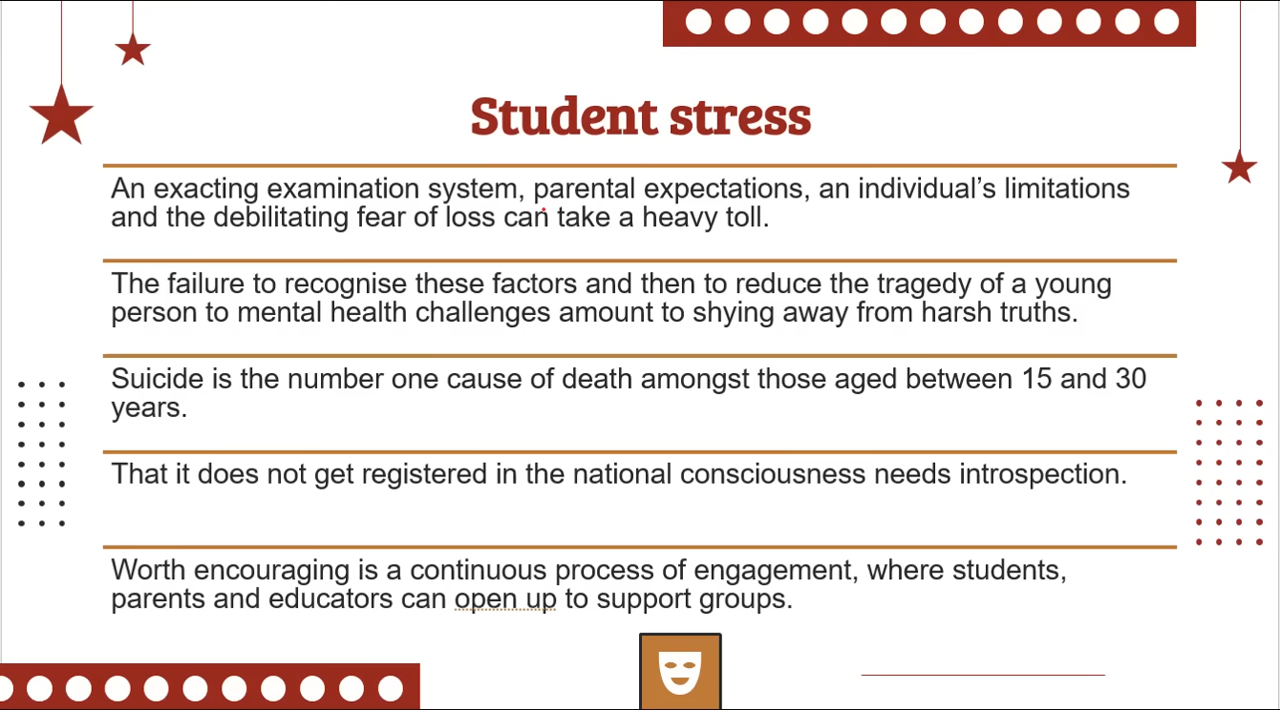 Student stress
An exacting examination system, parental expectations, an individual’s limitations
and the debilitating fear of loss can take a heavy toll.
The failure to recognise these factors and then to reduce the tragedy of a young
person to mental health challenges amount to shying away from harsh truths.
Suicide is the number one cause of death amongst those aged between 15 and 30
years.
That it does not get registered in the national consciousness needs introspection.
Worth encouraging is a continuous process of engagement, where students,
parents and educators can open up to support groups.